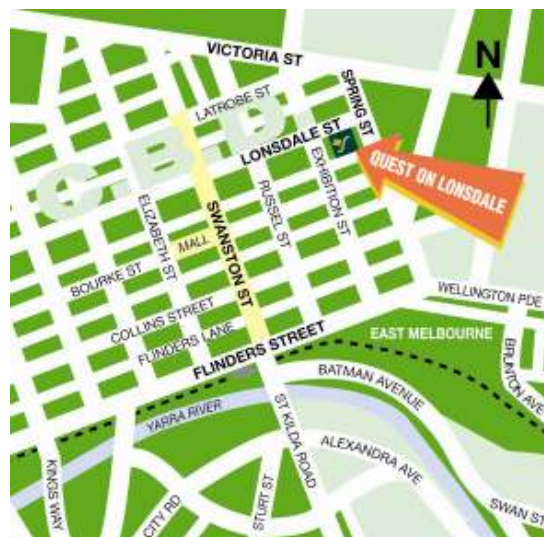 VICTORIA ST
N
LATROBE ST
SPRING ST
C.B.D.
LONSDALE ST
QUEST ON LONSDALE
EXHIBITION ST
RUSSEL ST
ELIZABETH ST
SWANSTON ST
MALL
BOURKE ST
COLLINS STREET
FLINDERS LANE
FLINDERS STREET
WELLINGTON PDE
EAST MELBOURNE
BRUNTON AVE
BATMAN AVENUE
YARRA RIVER
ST KILDA ROAD
ALEXANDRA AVE
KINGS WAY
CITY RD
STURT ST
SWAN ST